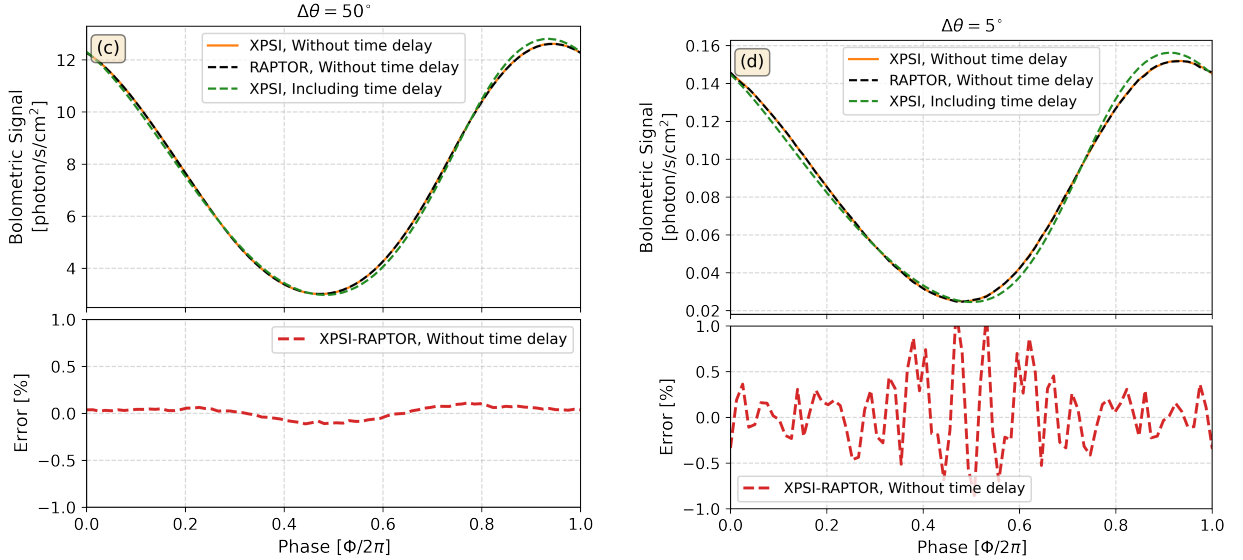 Δθ = 50°
(c)
XPSI, Without time delay
RAPTOR, Without time delay
XPSI, Including time delay
Bolometric Signal
[photon/s/cm²]
12
10
8
6
4
XPSI-RAPTOR, Without time delay
Error [%]
1.0
0.5
0.0
−0.5
−1.0
0.0 0.2 0.4 0.6 0.8 1.0
Phase [Φ/2π]
Δθ = 5°
(d)
XPSI, Without time delay
RAPTOR, Without time delay
XPSI, Including time delay
Bolometric Signal
[photon/s/cm²]
0.16
0.14
0.12
0.10
0.08
0.06
0.04
0.02
Error [%]
1.0
0.5
0.0
−0.5
−1.0
XPSI-RAPTOR, Without time delay
0.0 0.2 0.4 0.6 0.8 1.0
Phase [Φ/2π]